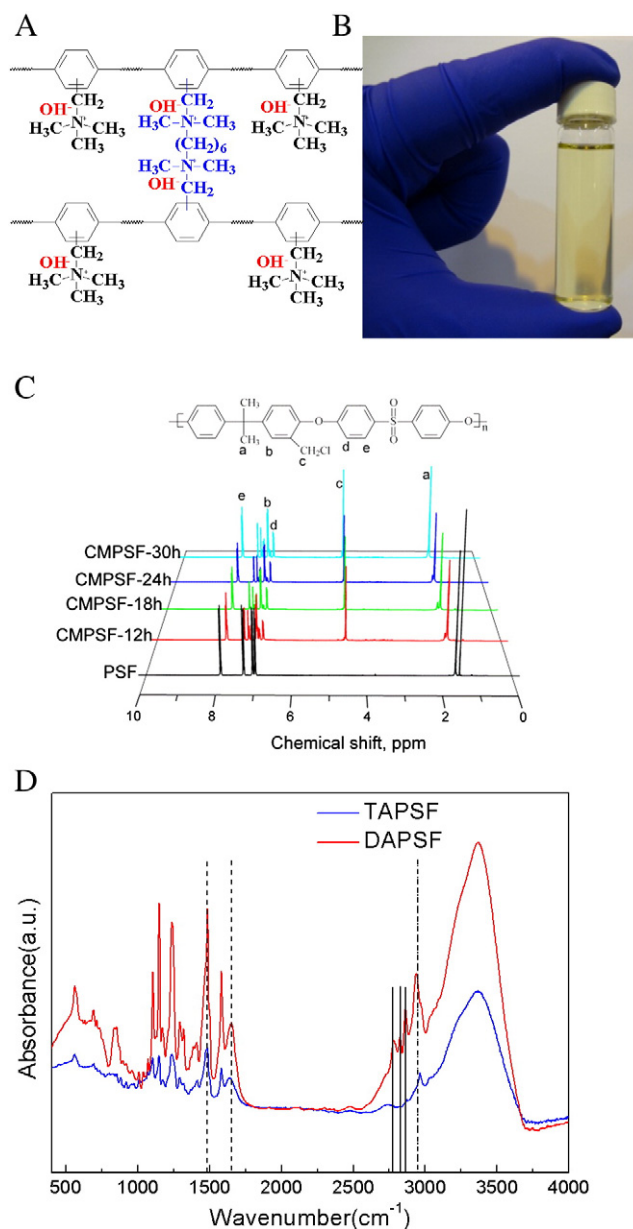 A
B
CH₂ CH₂ CH₂
OH⁻ OH⁻ OH⁻
H₃C-N⁺-CH₃ H₃C-N⁺-CH₃ H₃C-N⁺-CH₃
CH₃ (CH₂)₆ CH₃
H₃C-N⁺-CH₃
OH⁻ CH₂
CH₂ CH₂
OH⁻ OH⁻
H₃C-N⁺-CH₃ H₃C-N⁺-CH₃
CH₃ CH₃
C
CH₃ O
O S O n
CH₃ CH₂Cl O
a b c d e
c a
e b
d
CMPSF-30h
CMPSF-24h
CMPSF-18h
CMPSF-12h
PSF
10 8 6 4 2 0
Chemical shift, ppm
D
TAPSF
DAPSF
Absorbance(a.u.)
500 1000 1500 2000 2500 3000 3500 4000
Wavenumber(cm⁻¹)